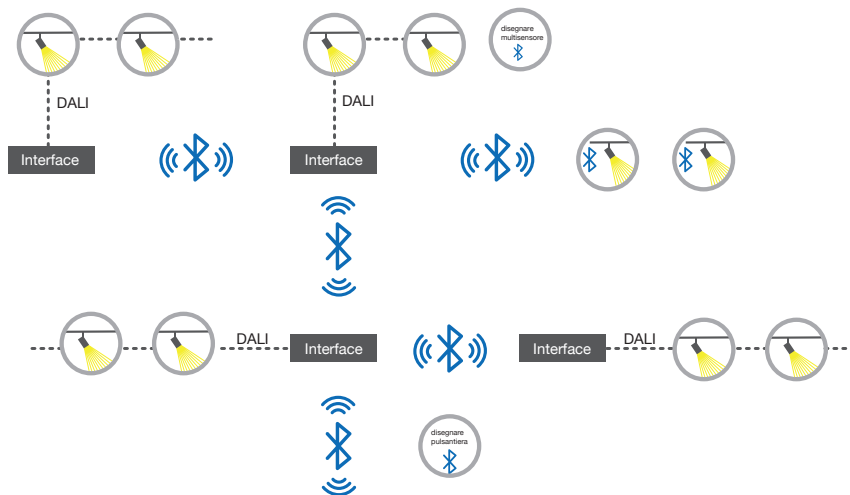 disegnare
multisensore
DALI
DALI
Interface
Interface
DALI
Interface
Interface
DALI
disegnare
pulsantiera